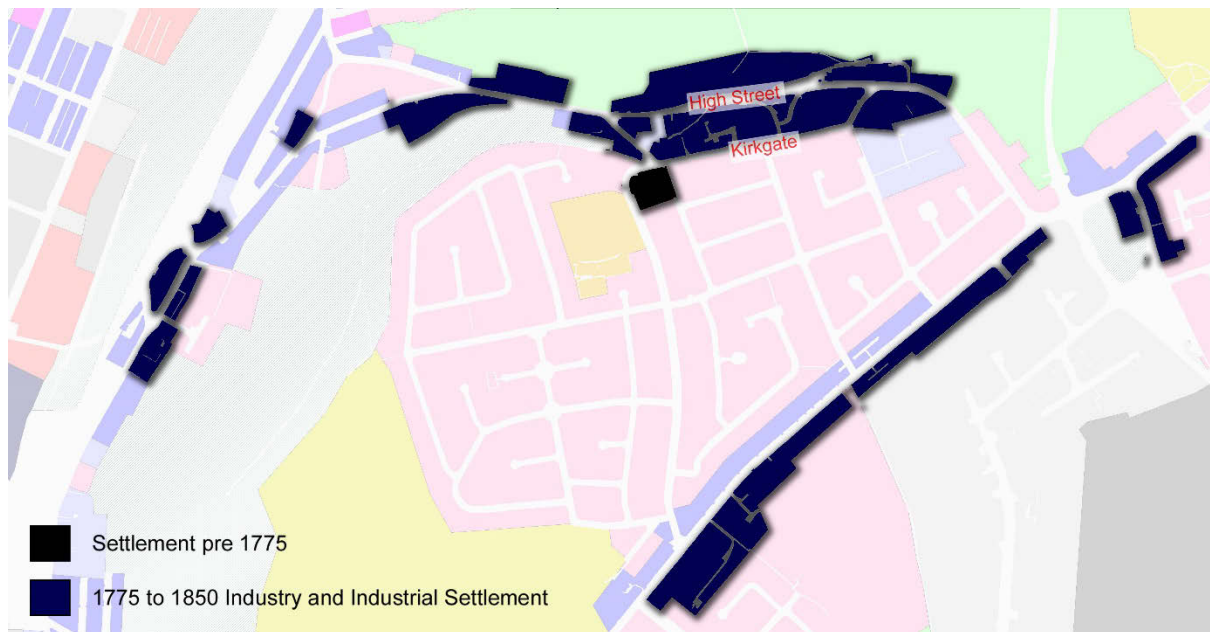 High Street
Kirkgate
Settlement pre 1775
1775 to 1850 Industry and Industrial Settlement